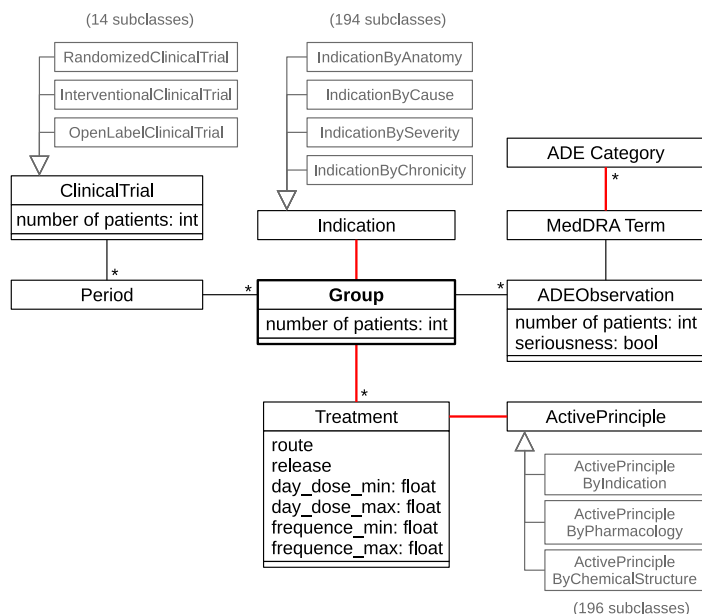 (14 subclasses)
RandomizedClinicalTrial
InterventionalClinicalTrial
OpenLabelClinicalTrial
ClinicalTrial
number of patients: int
*
Period
*
(194 subclasses)
IndicationByAnatomy
IndicationByCause
IndicationBySeverity
IndicationByChronicity
Indication
Group
number of patients: int
*
ADE Category
*
MedDRA Term
ADEObservation
number of patients: int
seriousness: bool
*
Treatment
route
release
day_dose_min: float
day_dose_max: float
frequence_min: float
frequence_max: float
ActivePrinciple
ActivePrinciple
ByIndication
ActivePrinciple
ByPharmacology
ActivePrinciple
ByChemicalStructure
(196 subclasses)